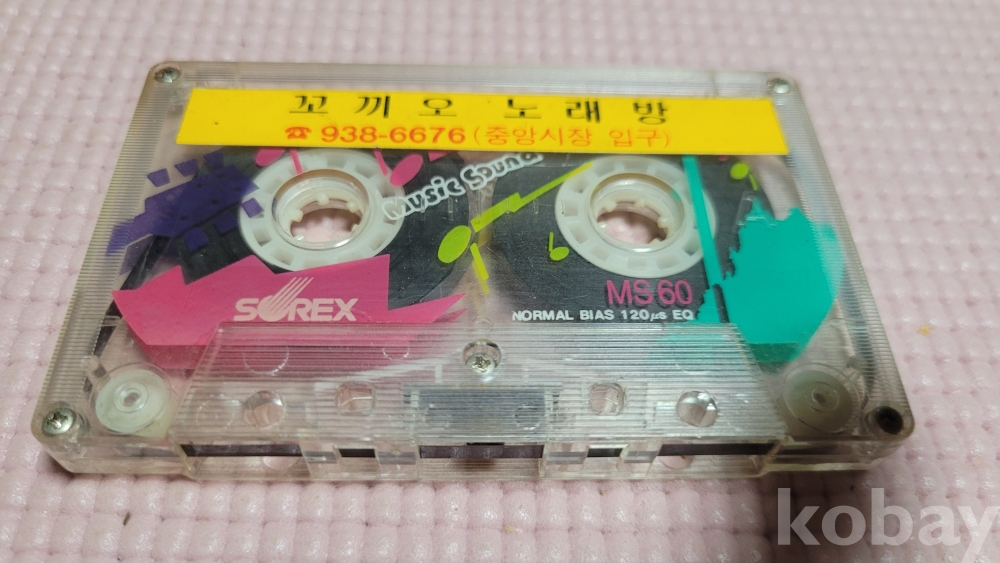 꼬끼오 노래방
☎ 938-6676 (중앙시장 입구)
Music Sound
SOREX
MS 60
NORMAL BIAS 120μs EQ
kobay